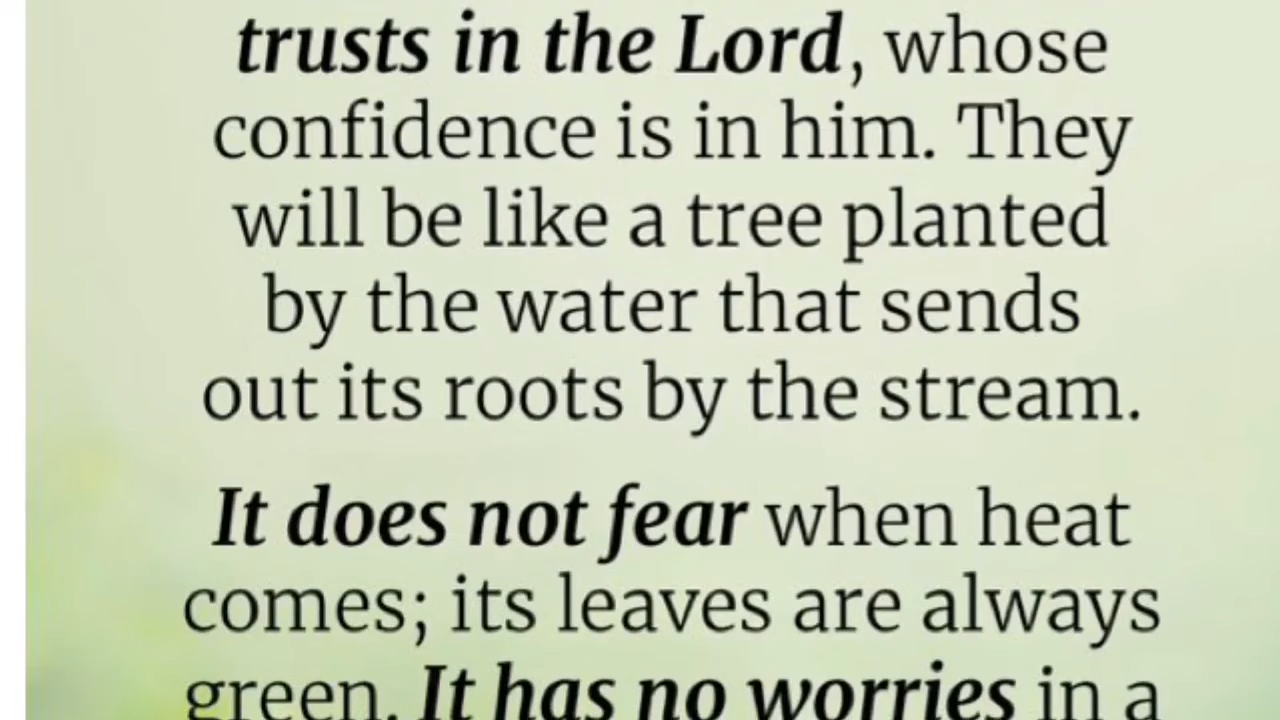 trusts in the Lord, whose
confidence is in him. They
will be like a tree planted
by the water that sends
out its roots by the stream.
It does not fear when heat
comes; its leaves are always
green. It has no worries in a